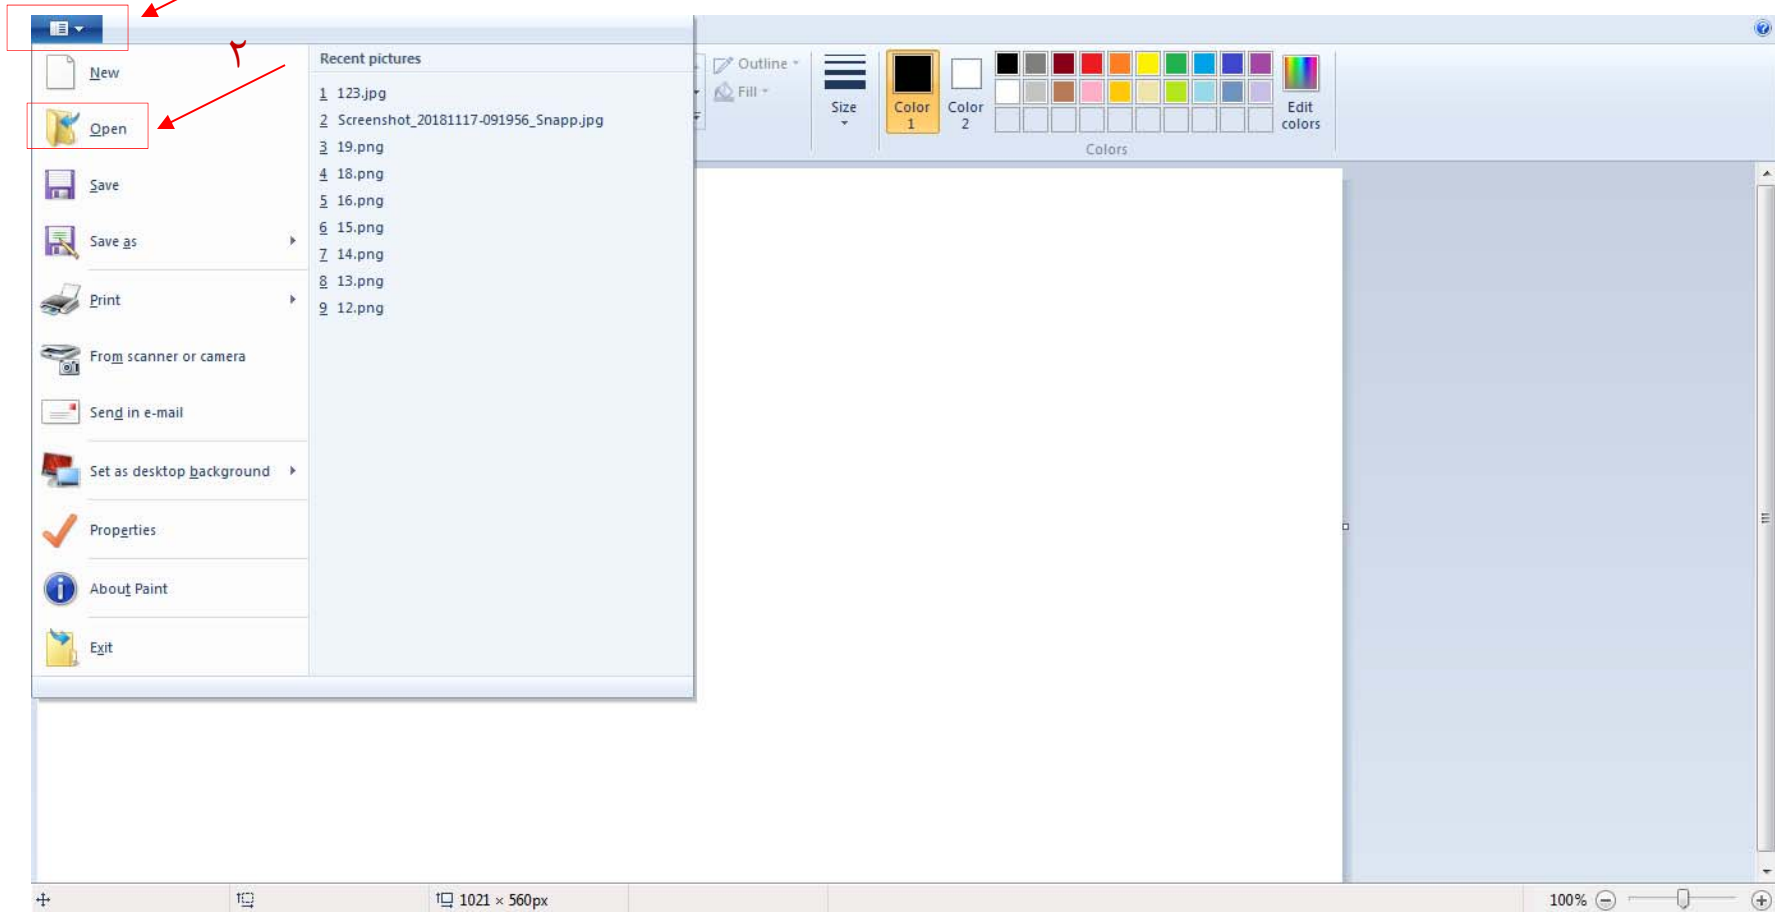 ۲
New
Open
Save
Save as
Print
From scanner or camera
Send in e-mail
Set as desktop background
Properties
About Paint
Exit
Recent pictures
1 123.jpg
2 Screenshot_20181117-091956_Snapp.jpg
3 19.png
4 18.png
5 16.png
6 15.png
7 14.png
8 13.png
9 12.png
Outline
Fill
Size
Color 1
Color 2
Edit colors
Colors
1021 × 560px
100%